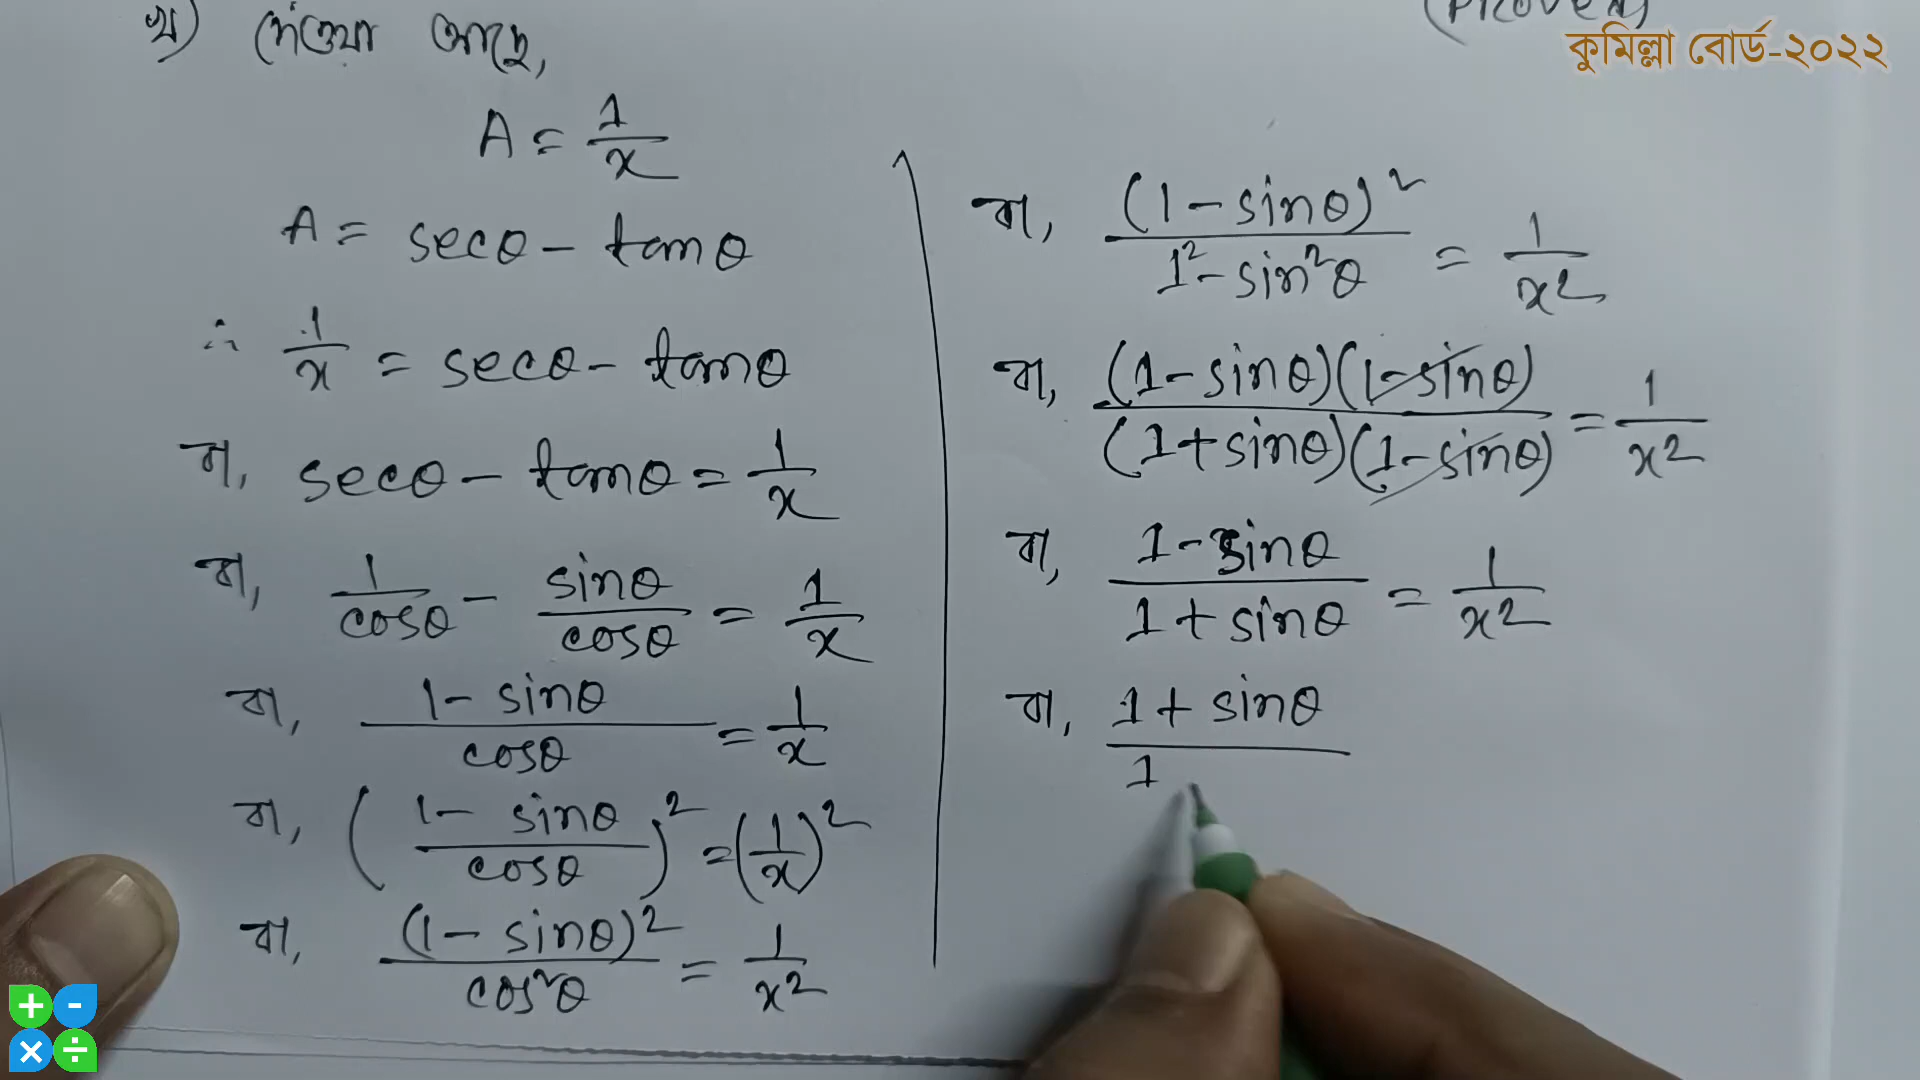 (Proved)
কুমিল্লা বোর্ড-২০২২
খ) দেওয়া আছে,
A = 1/x
A = secθ - tanθ
∴ 1/x = secθ - tanθ
বা, secθ - tanθ = 1/x
বা, 1/cosθ - sinθ/cosθ = 1/x
বা, (1 - sinθ)/cosθ = 1/x
বা, ((1 - sinθ)/cosθ)² = (1/x)²
বা, (1 - sinθ)²/cos²θ = 1/x²
বা, (1 - sinθ)²/(1² - sin²θ) = 1/x²
বা, (1 - sinθ)(1 - sinθ)/(1 + sinθ)(1 - sinθ) = 1/x²
বা, (1 - sinθ)/(1 + sinθ) = 1/x²
বা, (1 + sinθ)/1
+ - × ÷